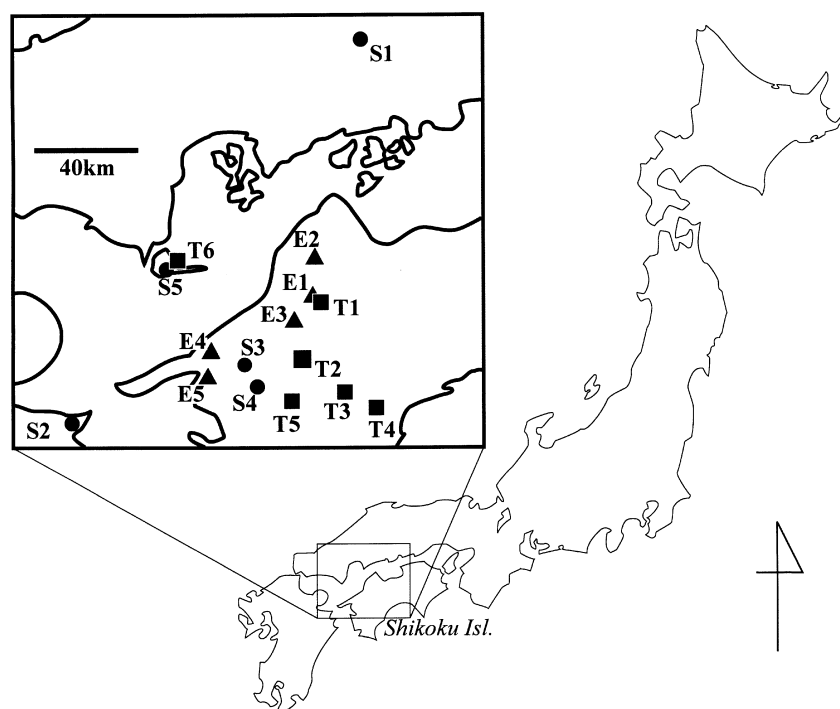 S1
40km
E2
T6
S5
E1
T1
E3
E4
S3
T2
E5
S4
T3
T5
T4
S2
Shikoku Isl.